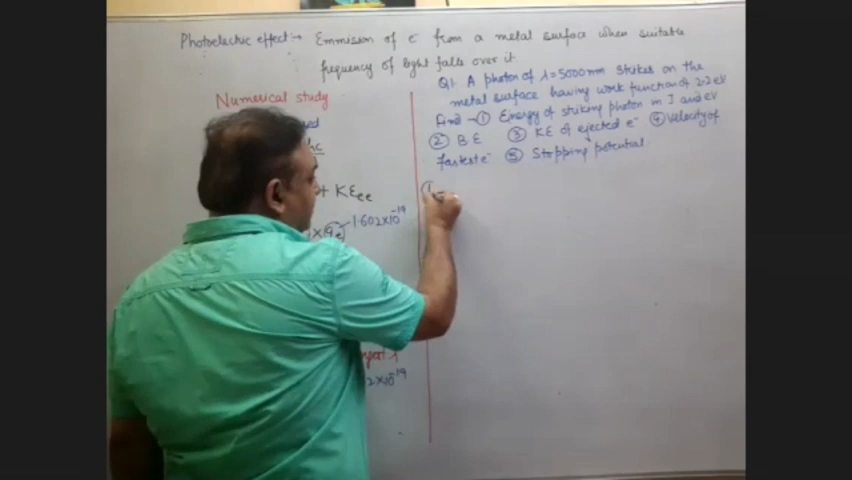 Photoelectric effect → Emmision of e⁻ from a metal surface when suitable
frequency of light falls over it.
Numerical study
hc
+ KEee
1.602×10⁻¹⁹
2×10⁻¹⁹
Q1. A photon of λ = 5000nm strikes on the
metal surface having work function of 2.2 eV
Find → ① Energy of striking photon in J and eV
② B E ③ KE of ejected e⁻ ④ Velocity of
fastest e⁻ ⑤ Stopping potential